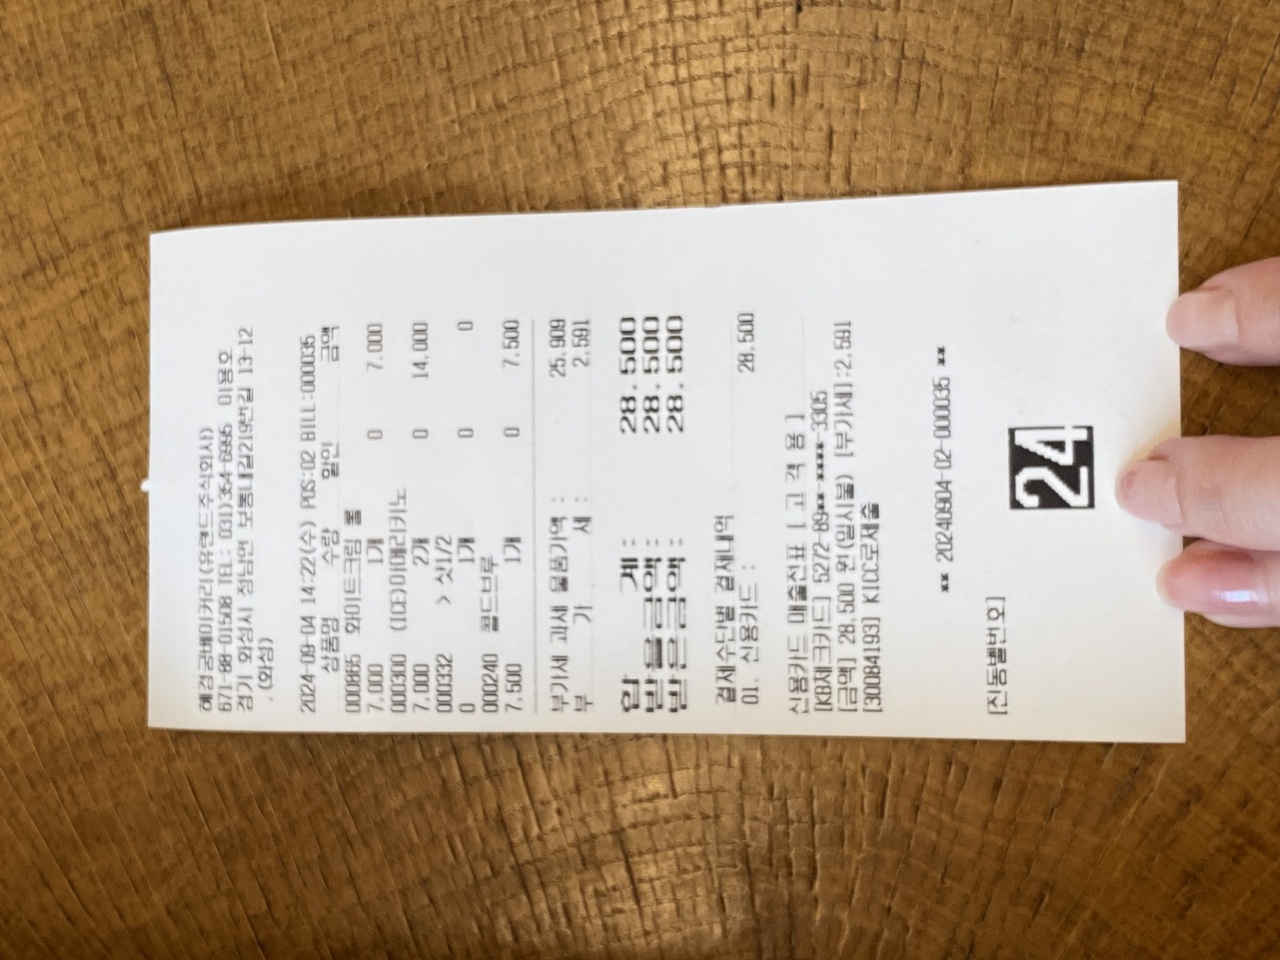 혜경궁베이커리(유랜드주식회사)
671-88-01508 TEL: 031)354-6995 이용호
경기 화성시 정남면 보통내길219번길 13-12
. (화성)
2024-09-04 14:22(수) POS:02 BILL:000035
상품명 수량 할인 금액
000865 화이트크림 롤
7,000 1개 0 7,000
000300 (ICE)아메리카노
7,000 2개 0 14,000
000332 > 샷1/2
0 1개 0 0
000240 콜드브루
7,500 1개 0 7,500
부가세 과세 물품가액 : 25,909
부 가 세 : 2,591
합 계 : 28,500
받을금액 : 28,500
받은금액 : 28,500
결제수단별 결제내역
01. 신용카드 : 28,500
신용카드 매출전표 [ 고 객 용 ]
[KB체크카드] 5272-89**-****-3305
[금액] 28,500 원(일시불) [부가세]:2,591
[30084193] KICC로제출
** 20240904-02-000035 **
[진동벨번호]
24